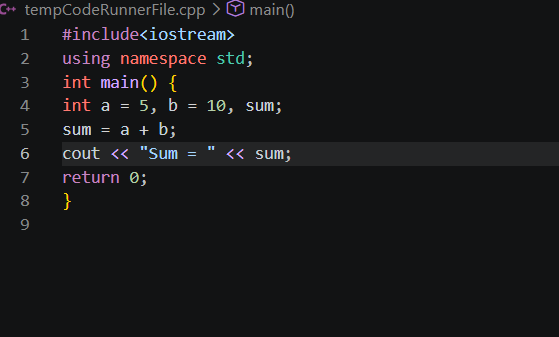 C++ tempCodeRunnerFile.cpp > main()
1 #include<iostream>
2 using namespace std;
3 int main() {
4 int a = 5, b = 10, sum;
5 sum = a + b;
6 cout << "Sum = " << sum;
7 return 0;
8 }
9